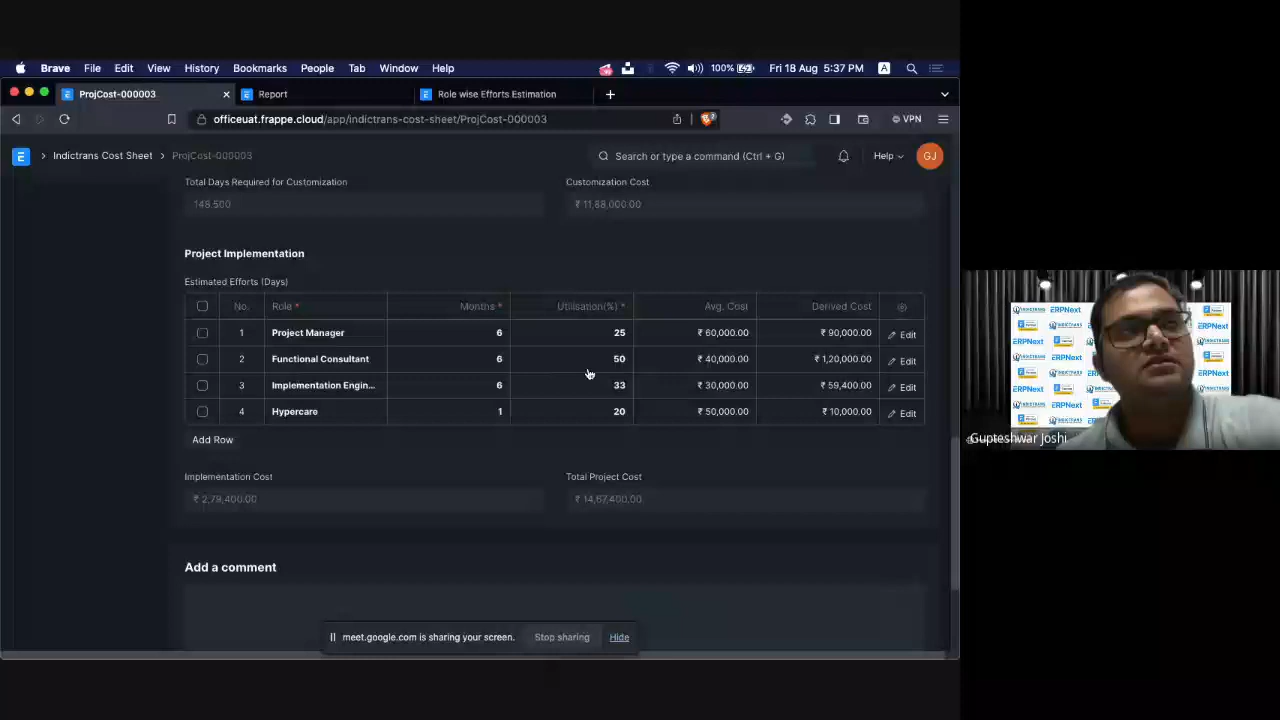 Brave File Edit View History Bookmarks People Tab Window Help 100% Fri 18 Aug 5:37 PM A
ProjCost-000003 Report Role wise Efforts Estimation
officeuat.frappe.cloud/app/indictrans-cost-sheet/ProjCost-000003 VPN
E Indictrans Cost Sheet ProjCost-000003 Search or type a command (Ctrl + G) Help GJ
Total Days Required for Customization Customization Cost
148.500 ₹ 11,88,000.00
Project Implementation
Estimated Efforts (Days)
No. Role * Months * Utilisation(%) * Avg. Cost Derived Cost
1 Project Manager 6 25 ₹ 60,000.00 ₹ 90,000.00 Edit
2 Functional Consultant 6 50 ₹ 40,000.00 ₹ 1,20,000.00 Edit
3 Implementation Engin... 6 33 ₹ 30,000.00 ₹ 59,400.00 Edit
4 Hypercare 1 20 ₹ 50,000.00 Edit
Add Row
Implementation Cost Total Project Cost
₹ 2,79,400.00 ₹ 14,67,400.00
Add a comment
meet.google.com is sharing your screen. Stop sharing Hide
INDICTRANS ERPNext INDICTRANS
ERPNext ERPNext
Gupteshwar Joshi